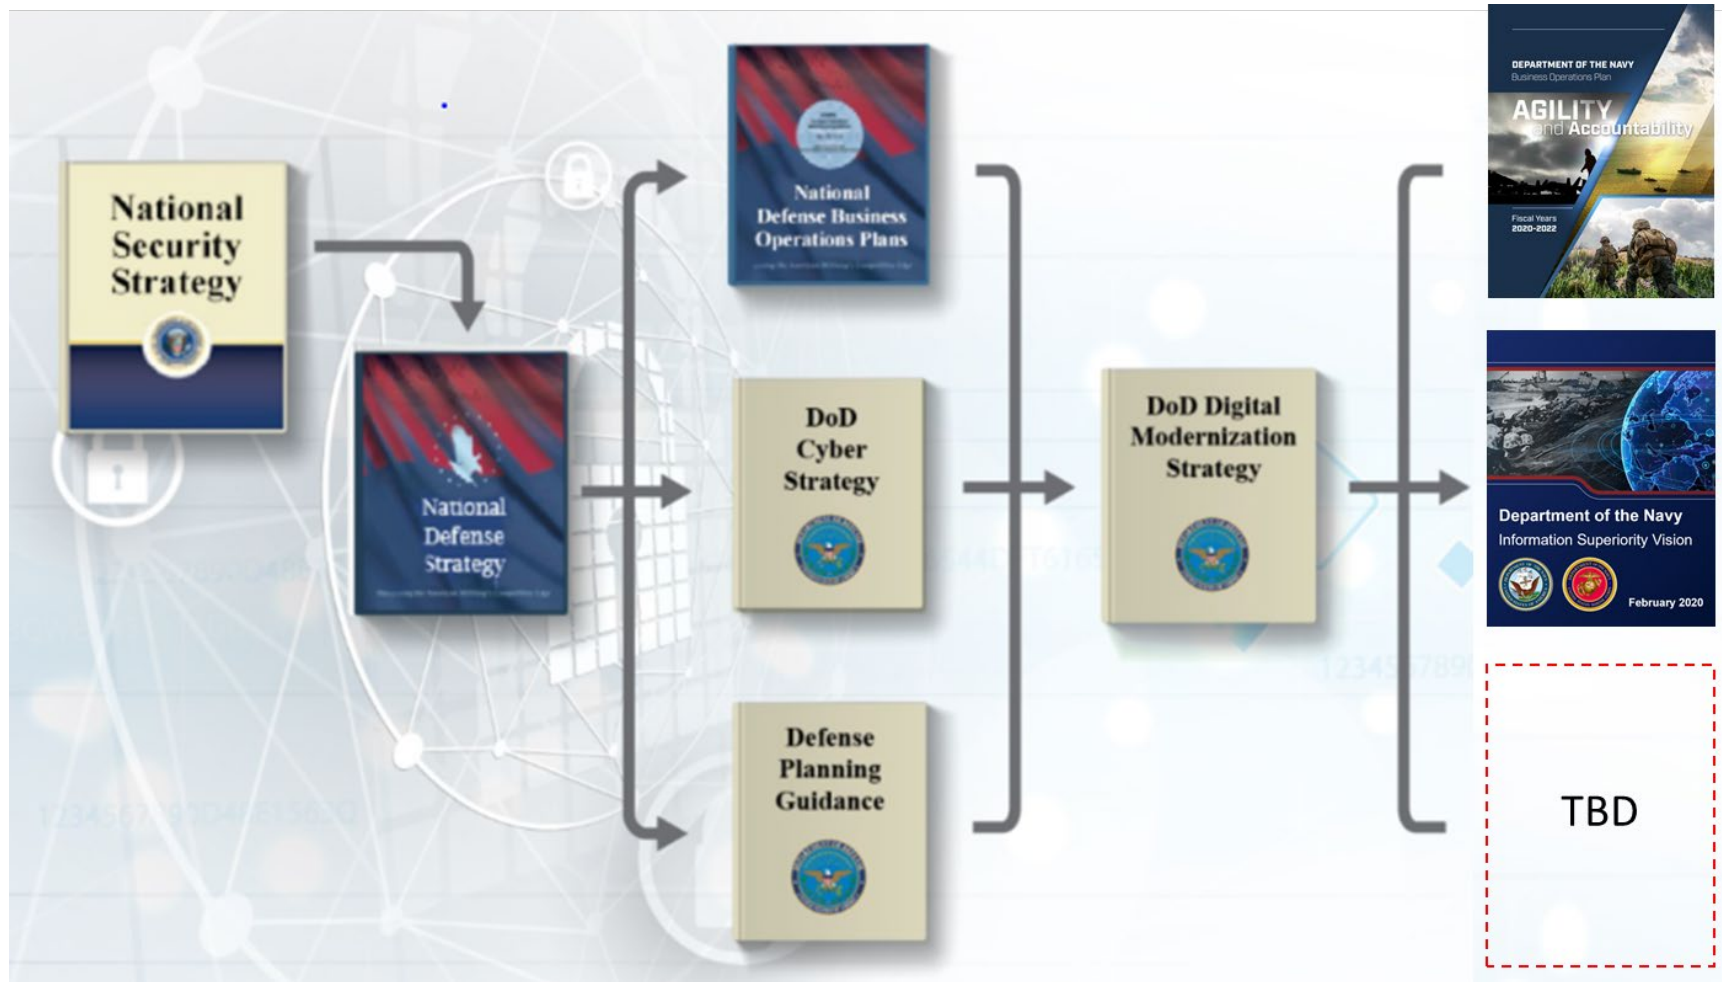 National
Security
Strategy
National
Defense
Strategy
National
Defense Business
Operations Plans
DoD
Cyber
Strategy
Defense
Planning
Guidance
DoD Digital
Modernization
Strategy
DEPARTMENT OF THE NAVY
Business Operations Plan
AGILITY
and Accountability
Fiscal Years
2020-2022
Department of the Navy
Information Superiority Vision
February 2020
TBD